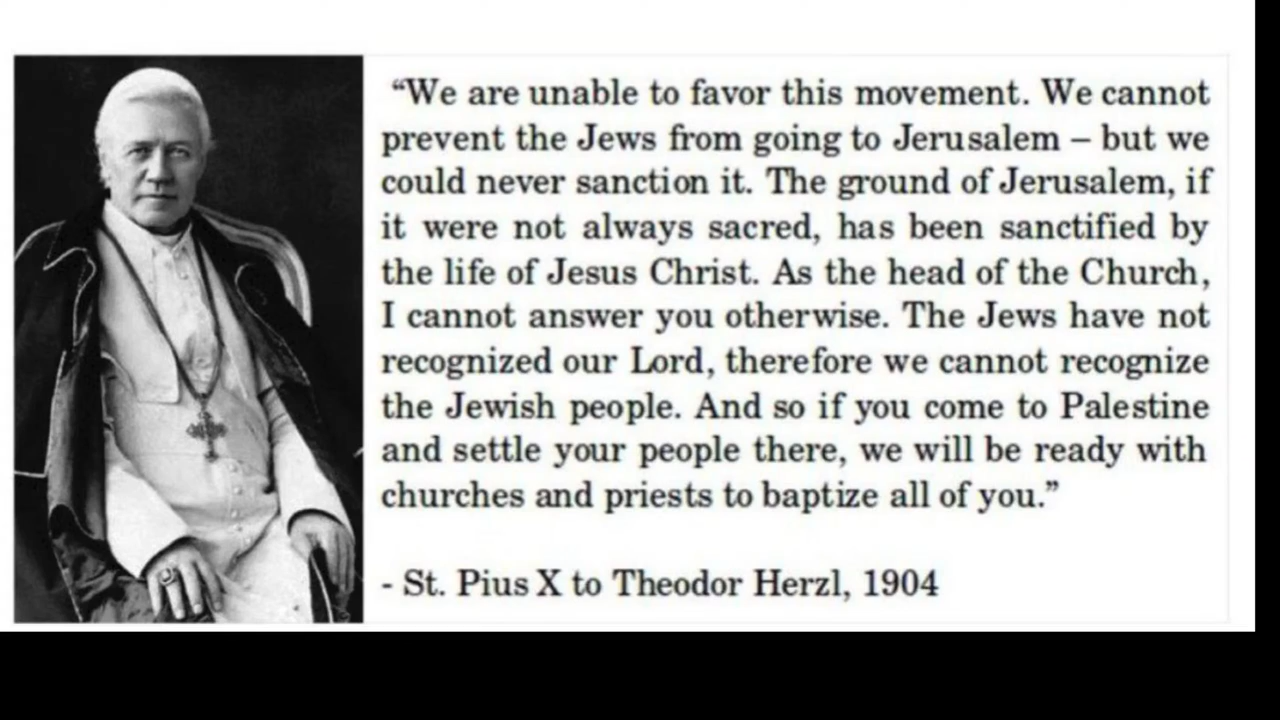 “We are unable to favor this movement. We cannot
prevent the Jews from going to Jerusalem – but we
could never sanction it. The ground of Jerusalem, if
it were not always sacred, has been sanctified by
the life of Jesus Christ. As the head of the Church,
I cannot answer you otherwise. The Jews have not
recognized our Lord, therefore we cannot recognize
the Jewish people. And so if you come to Palestine
and settle your people there, we will be ready with
churches and priests to baptize all of you.”
- St. Pius X to Theodor Herzl, 1904